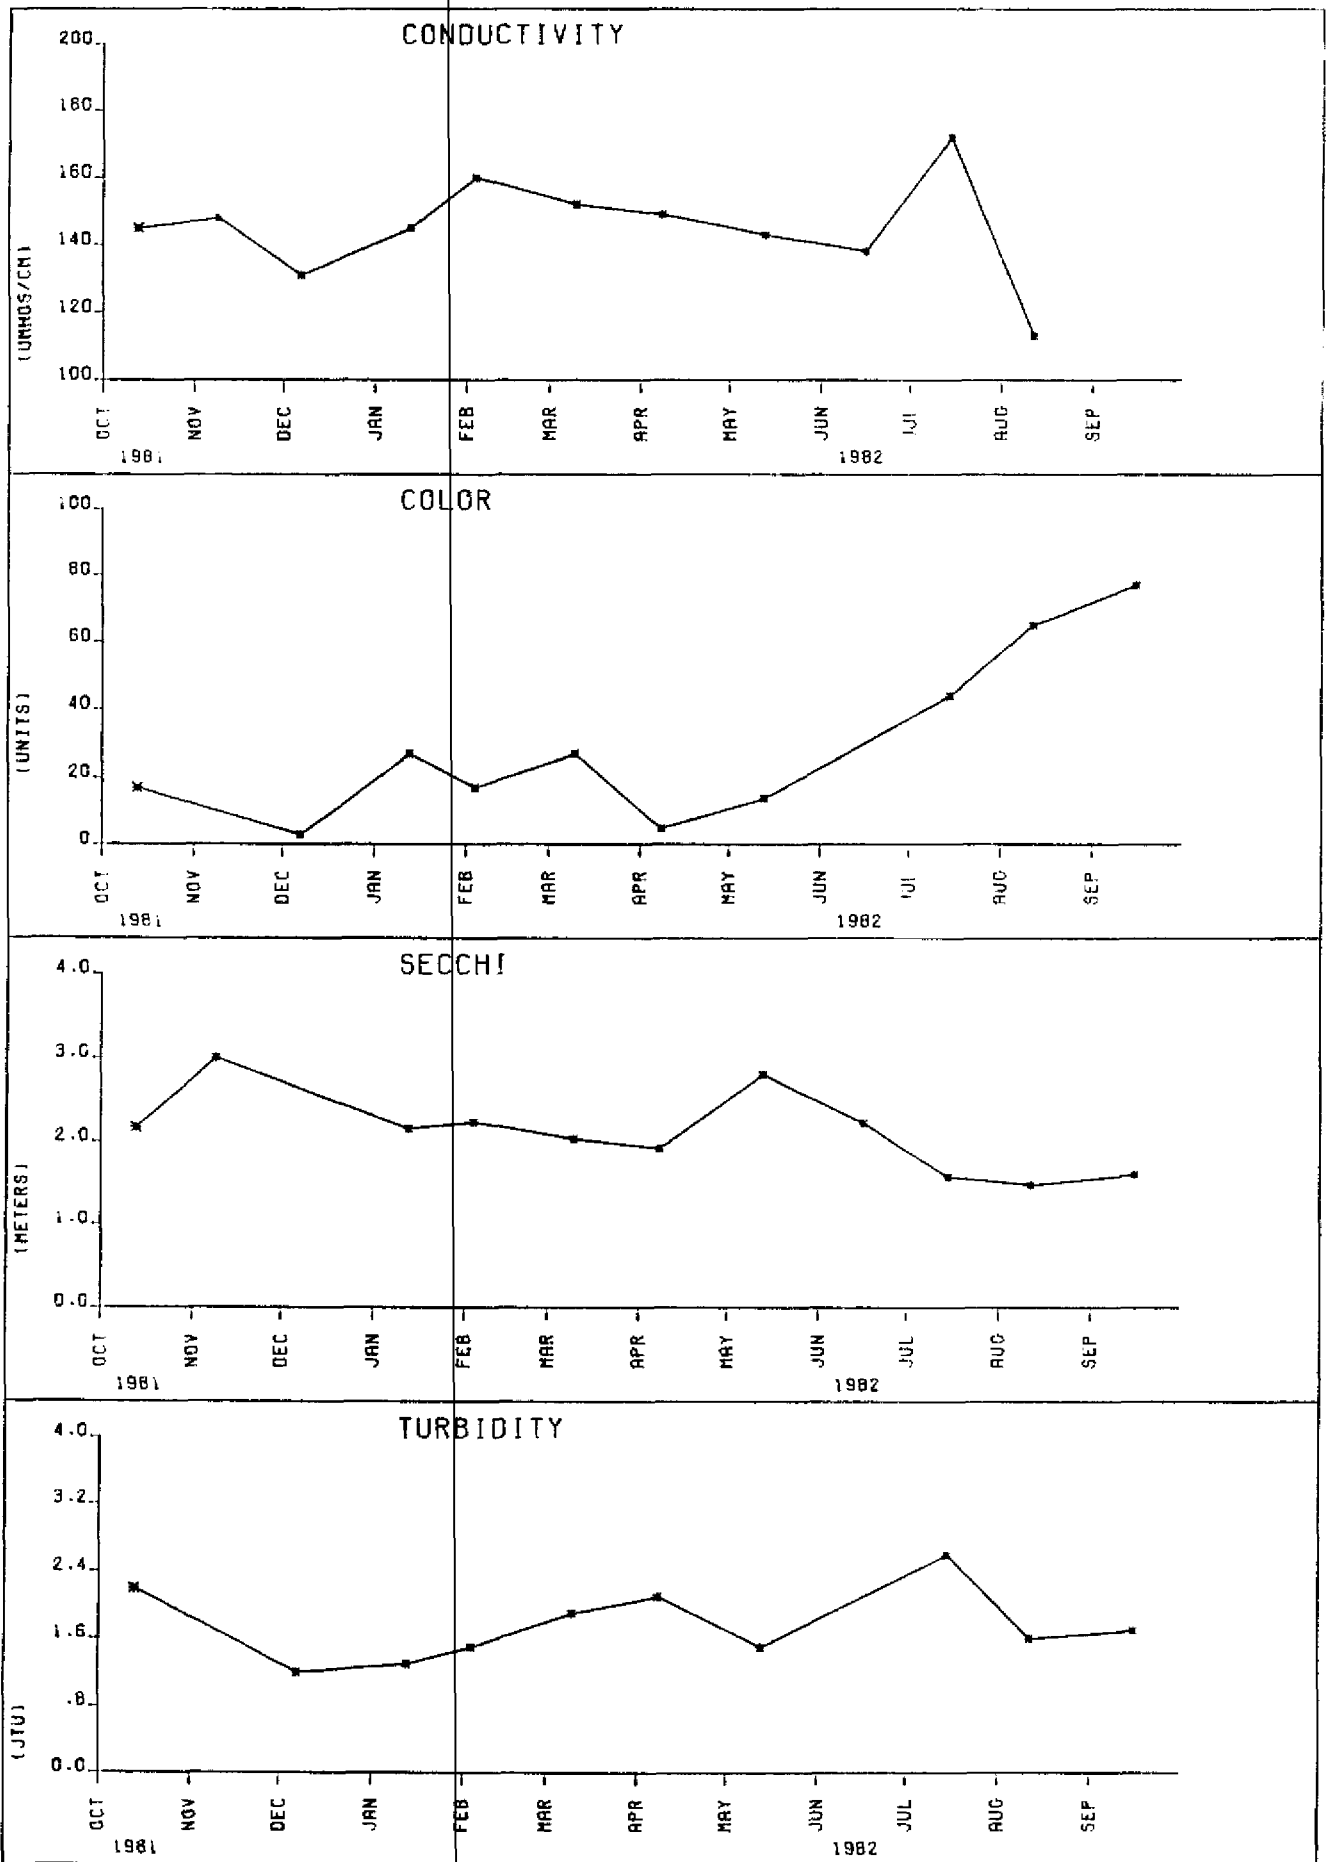 CONDUCTIVITY
200
180
160
140
120
100
(UMHOS/CM)
OCT NOV DEC JAN FEB MAR APR MAY JUN JUL AUG SEP
1981 1982
COLOR
100
80
60
40
20
0
(UNITS)
OCT NOV DEC JAN FEB MAR APR MAY JUN JUL AUG SEP
1981 1982
SECCHI
4.0
3.0
2.0
1.0
0.0
(METERS)
OCT NOV DEC JAN FEB MAR APR MAY JUN JUL AUG SEP
1981 1982
TURBIDITY
4.0
3.2
2.4
1.6
.8
0.0
(JTU)
OCT NOV DEC JAN FEB MAR APR MAY JUN JUL AUG SEP
1981 1982